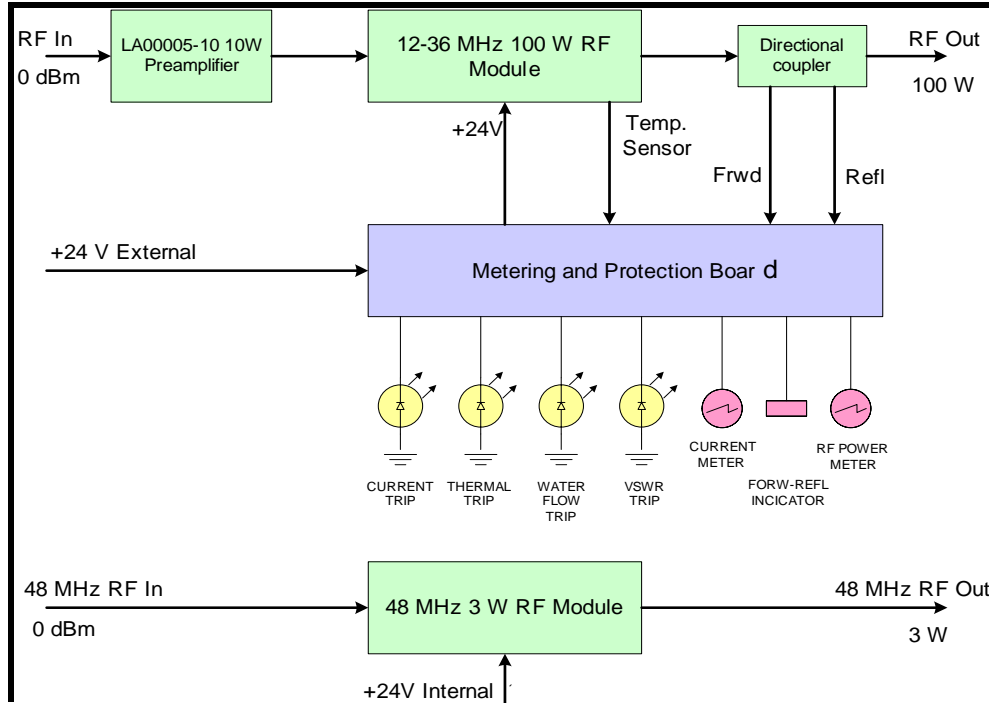 RF In
0 dBm
LA00005-10 10W
Preamplifier
12-36 MHz 100 W RF
Module
Directional
coupler
RF Out
100 W
+24V
Temp.
Sensor
Frwd
Refl
+24 V External
Metering and Protection Boar d
CURRENT
TRIP
THERMAL
TRIP
WATER
FLOW
TRIP
VSWR
TRIP
CURRENT
METER
FORW-REFL
INCICATOR
RF POWER
METER
48 MHz RF In
0 dBm
48 MHz 3 W RF Module
48 MHz RF Out
3 W
+24V Internal